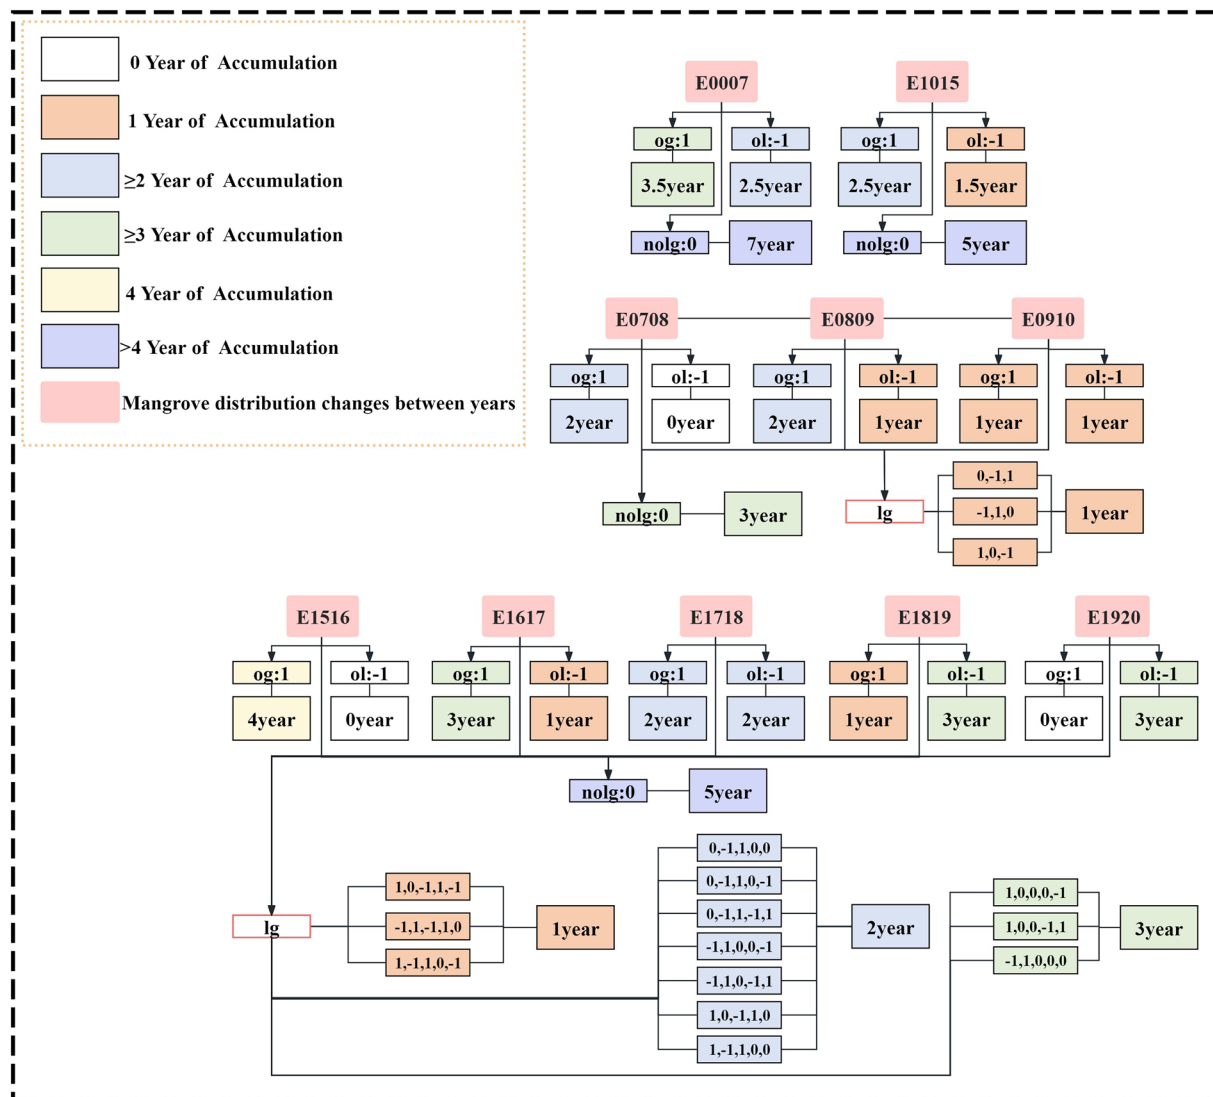 0 Year of Accumulation
1 Year of Accumulation
≥2 Year of Accumulation
≥3 Year of Accumulation
4 Year of Accumulation
>4 Year of Accumulation
Mangrove distribution changes between years
E0007 E1015
og:1 ol:-1 og:1 ol:-1
3.5year 2.5year 2.5year 1.5year
nolg:0 7year nolg:0 5year
E0708 E0809 E0910
og:1 ol:-1 og:1 ol:-1 og:1 ol:-1
2year 0year 2year 1year 1year 1year
0,-1,1
nolg:0 3year lg -1,1,0 1year
1,0,-1
E1516 E1617 E1718 E1819 E1920
og:1 ol:-1 og:1 ol:-1 og:1 ol:-1 og:1 ol:-1 og:1 ol:-1
4year 0year 3year 1year 2year 2year 1year 3year 0year 3year
nolg:0 5year
lg
1,0,-1,1,-1
-1,1,-1,1,0
1,-1,1,0,-1
1year
0,-1,1,0,0
0,-1,1,0,-1
0,-1,1,-1,1
-1,1,0,0,-1
-1,1,0,-1,1
1,0,-1,1,0
1,-1,1,0,0
2year
1,0,0,0,-1
1,0,0,-1,1
-1,1,0,0,0
3year